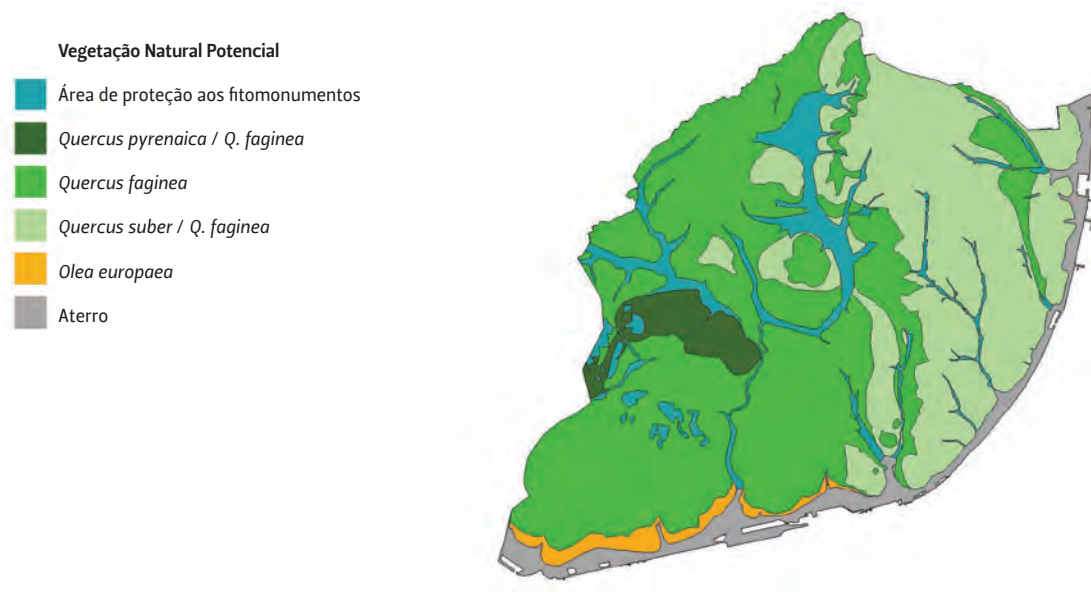 Vegetação Natural Potencial
Área de proteção aos fitomonumentos
Quercus pyrenaica / Q. faginea
Quercus faginea
Quercus suber / Q. faginea
Olea europaea
Aterro